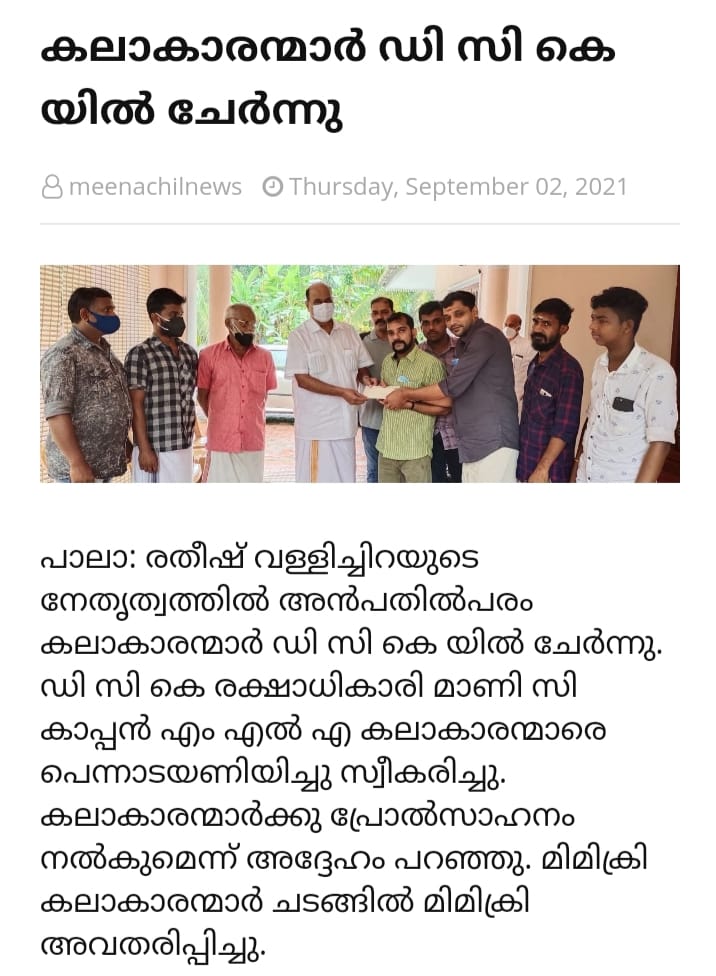 കലാകാരന്മാർ ഡി സി കെ
യിൽ ചേർന്നു
meenachilnews Thursday, September 02, 2021
പാലാ: രതീഷ് വള്ളിച്ചിറയുടെ
നേതൃത്വത്തിൽ അൻപതിൽപരം
കലാകാരന്മാർ ഡി സി കെ യിൽ ചേർന്നു.
ഡി സി കെ രക്ഷാധികാരി മാണി സി
കാപ്പൻ എം എൽ എ കലാകാരന്മാരെ
പെന്നാടയണിയിച്ചു സ്വീകരിച്ചു.
കലാകാരന്മാർക്കു പ്രോൽസാഹനം
നൽകുമെന്ന് അദ്ദേഹം പറഞ്ഞു. മിമിക്രി
കലാകാരന്മാർ ചടങ്ങിൽ മിമിക്രി
അവതരിപ്പിച്ചു.